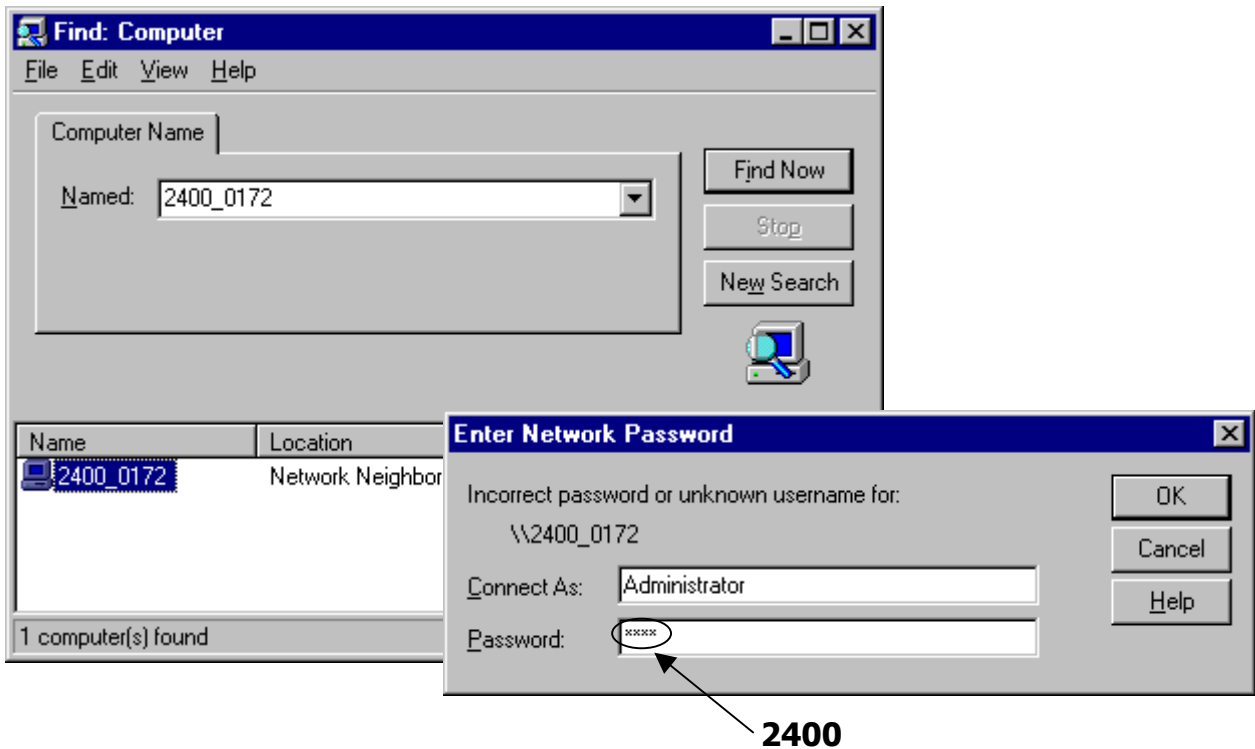 Find: Computer
File Edit View Help
Computer Name
Named: 2400_0172
Find Now
Stop
New Search
Name Location
2400_0172 Network Neighbor
1 computer(s) found
Enter Network Password
Incorrect password or unknown username for:
\\2400_0172
Connect As: Administrator
Password: xxxx
OK
Cancel
Help
2400